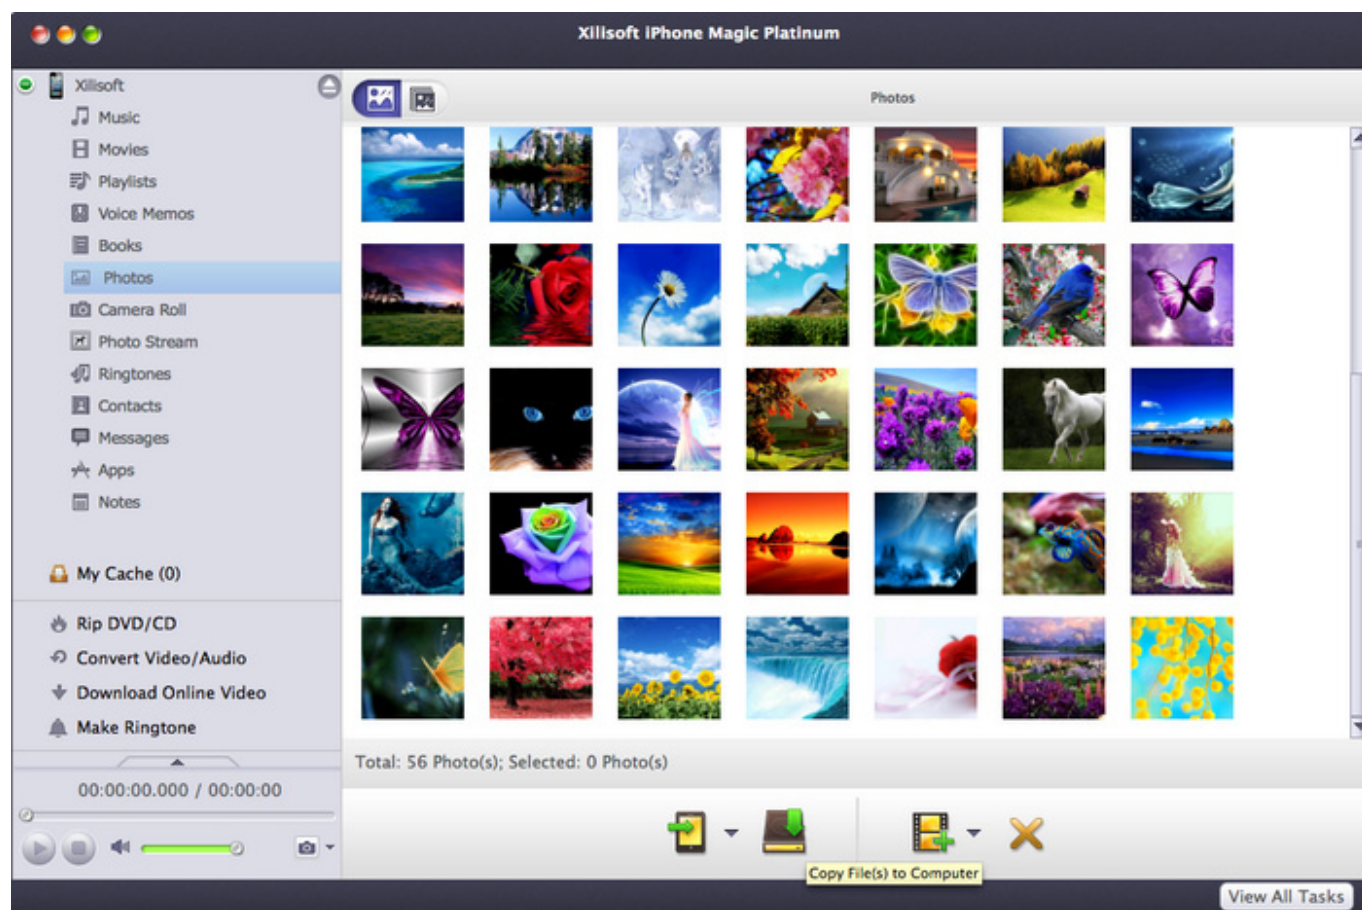 Xilisoft iPhone Magic Platinum
Xilisoft
Music
Movies
Playlists
Voice Memos
Books
Photos
Camera Roll
Photo Stream
Ringtones
Contacts
Messages
Apps
Notes
My Cache (0)
Rip DVD/CD
Convert Video/Audio
Download Online Video
Make Ringtone
00:00:00.000 / 00:00:00
Photos
Total: 56 Photo(s); Selected: 0 Photo(s)
Copy File(s) to Computer
View All Tasks